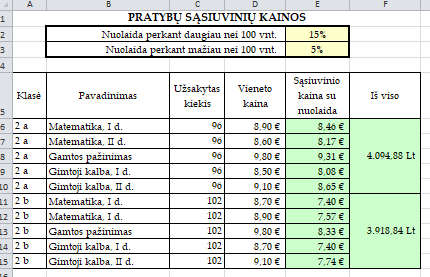 A B C D E F
1 PRATYBŲ SĄSIUVINIŲ KAINOS
2 Nuolaida perkant daugiau nei 100 vnt. 15%
3 Nuolaida perkant mažiau nei 100 vnt. 5%
4
5 Klasė Pavadinimas Užsakytas kiekis Vieneto kaina Sąsiuvinio kaina su nuolaida Iš viso
6 2 a Matematika, I d. 96 8,90 € 8,46 €
7 2 a Matematika, II d. 96 8,60 € 8,17 €
8 2 a Gamtos pažinimas 96 9,80 € 9,31 € 4.094,88 Lt
9 2 a Gimtoji kalba, I d. 96 8,50 € 8,08 €
10 2 a Gimtoji kalba, II d. 96 9,10 € 8,65 €
11 2 b Matematika, I d. 102 8,70 € 7,40 €
12 2 b Matematika, I d. 102 8,90 € 7,57 €
13 2 b Gamtos pažinimas 102 9,80 € 8,33 € 3.918,84 Lt
14 2 b Gimtoji kalba, I d. 102 8,70 € 7,40 €
15 2 b Gimtoji kalba, II d. 102 9,10 € 7,74 €